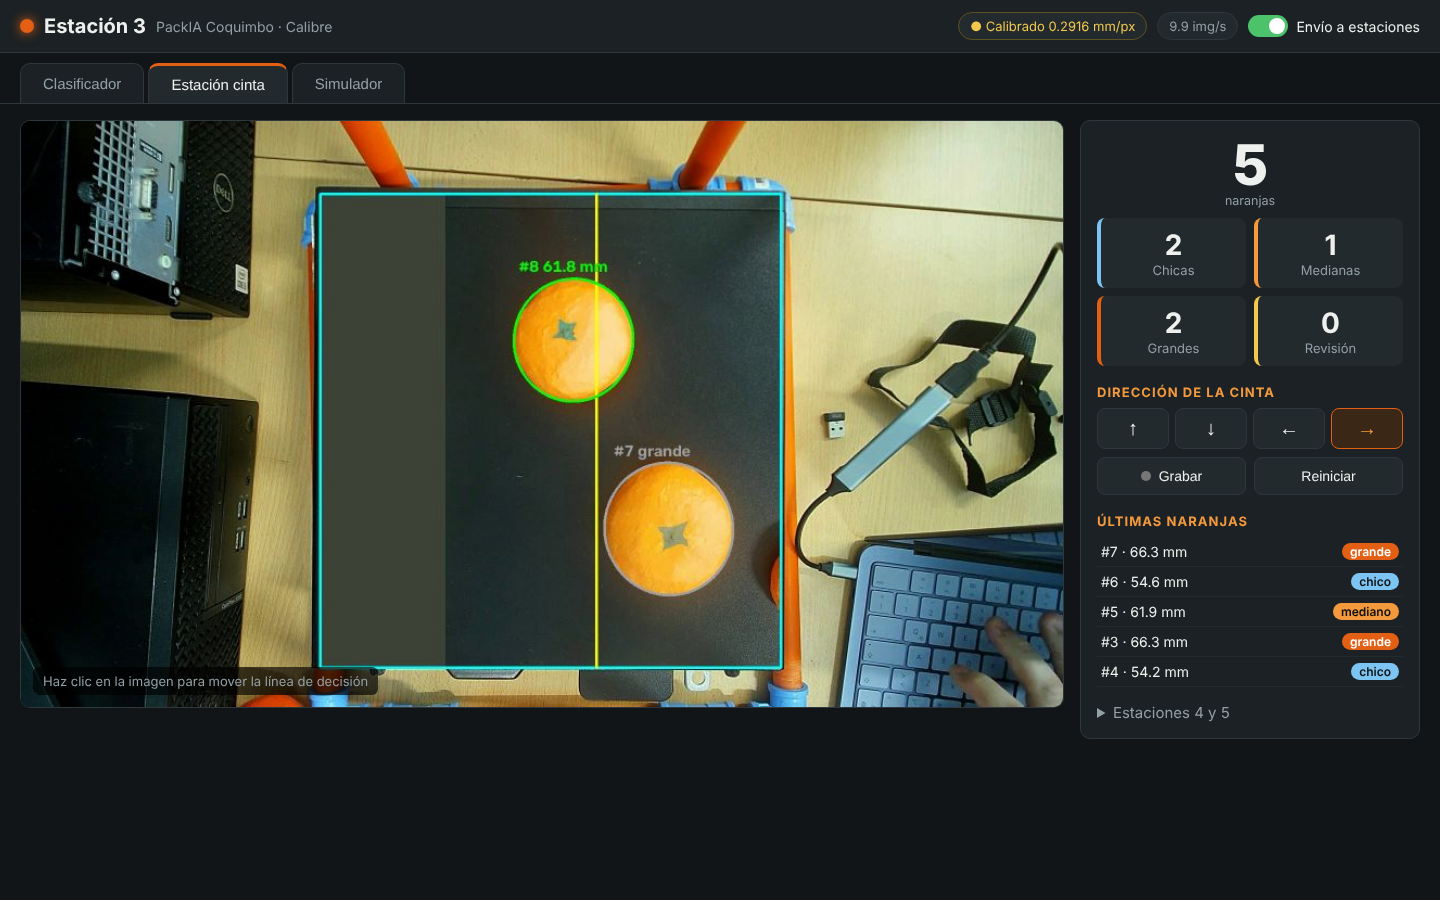 Estación 3 PackIA Coquimbo · Calibre
Calibrado 0.2916 mm/px
9.9 img/s
Envío a estaciones
Clasificador
Estación cinta
Simulador
DELL
#8 61.8 mm
#7 grande
Haz clic en la imagen para mover la línea de decisión
5
naranjas
2
Chicas
1
Medianas
2
Grandes
0
Revisión
DIRECCIÓN DE LA CINTA
↑ ↓ ← →
Grabar
Reiniciar
ÚLTIMAS NARANJAS
#7 · 66.3 mm grande
#6 · 54.6 mm chico
#5 · 61.9 mm mediano
#3 · 66.3 mm grande
#4 · 54.2 mm chico
Estaciones 4 y 5